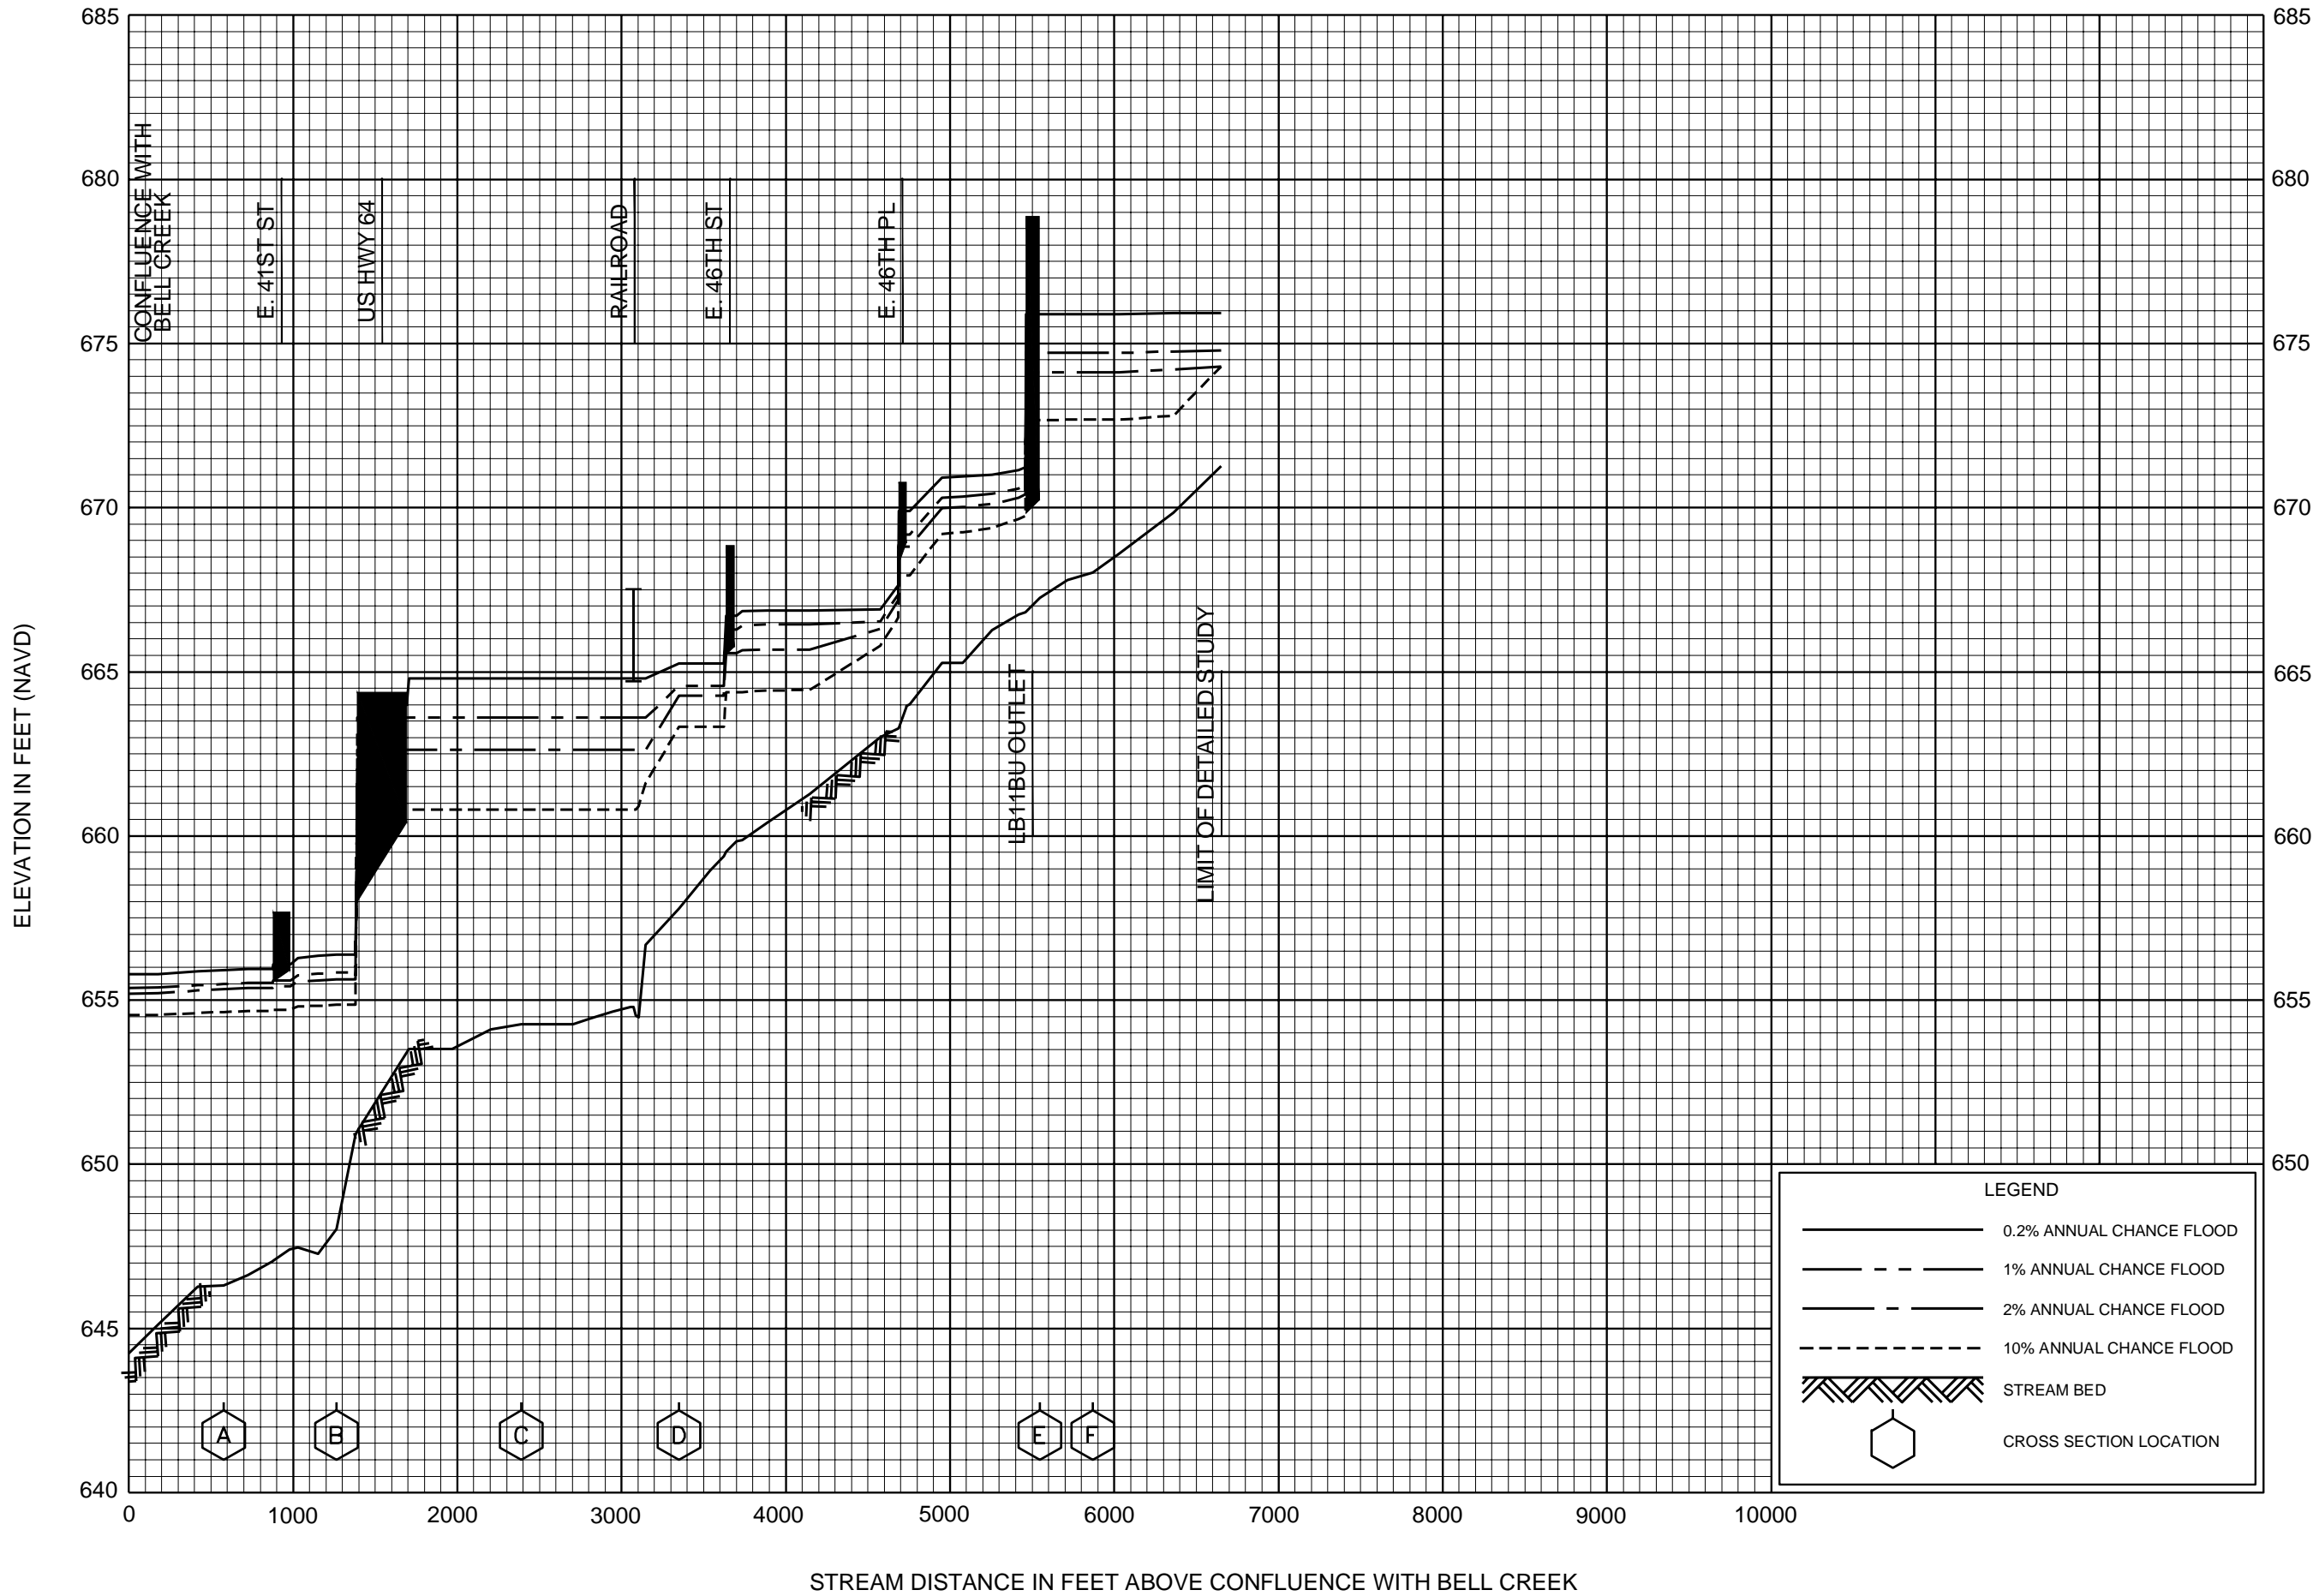 685
685
680
680
675
675
670
670
665
665
660
660
655
655
650
650
645
640
ELEVATION IN FEET (NAVD)
CONFLUENCE WITH
BELL CREEK
E. 41ST ST
US HWY 64
RAILROAD
E. 46TH ST
E. 46TH PL
LB11BU OUTLET
LIMIT OF DETAILED STUDY
A
B
C
D
E
F
LEGEND
0.2% ANNUAL CHANCE FLOOD
1% ANNUAL CHANCE FLOOD
2% ANNUAL CHANCE FLOOD
10% ANNUAL CHANCE FLOOD
STREAM BED
CROSS SECTION LOCATION
0
1000
2000
3000
4000
5000
6000
7000
8000
9000
10000
STREAM DISTANCE IN FEET ABOVE CONFLUENCE WITH BELL CREEK